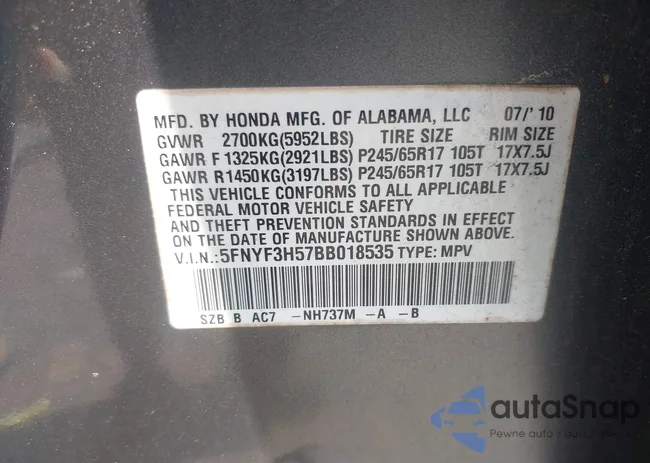 MFD. BY HONDA MFG. OF ALABAMA, LLC 07/' 10
GVWR 2700KG(5952LBS) TIRE SIZE RIM SIZE
GAWR F 1325KG(2921LBS) P245/65R17 105T 17X7.5J
GAWR R1450KG(3197LBS) P245/65R17 105T 17X7.5J
THIS VEHICLE CONFORMS TO ALL APPLICABLE
FEDERAL MOTOR VEHICLE SAFETY
AND THEFT PREVENTION STANDARDS IN EFFECT
ON THE DATE OF MANUFACTURE SHOWN ABOVE.
V.I.N.:5FNYF3H57BB018535 TYPE: MPV
SZB B AC7 -NH737M -A -B
autaSnap
Pewne auta z aukcji